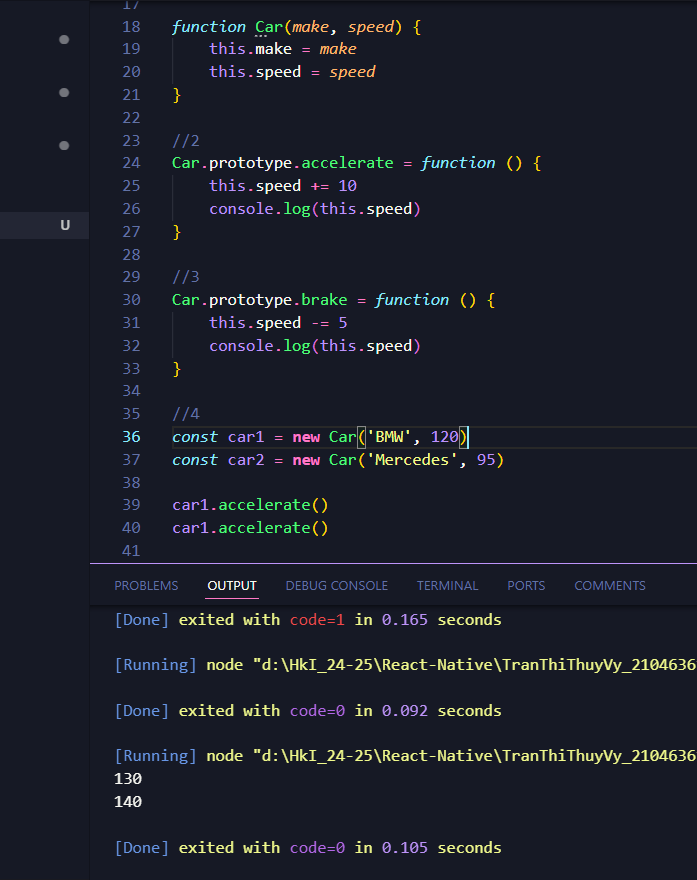 17
18 function Car(make, speed) {
19 this.make = make
20 this.speed = speed
21 }
22
23 //2
24 Car.prototype.accelerate = function () {
25 this.speed += 10
26 console.log(this.speed)
27 }
28
29 //3
30 Car.prototype.brake = function () {
31 this.speed -= 5
32 console.log(this.speed)
33 }
34
35 //4
U
36 const car1 = new Car('BMW', 120)
37 const car2 = new Car('Mercedes', 95)
38
39 car1.accelerate()
40 car1.accelerate()
41
PROBLEMS OUTPUT DEBUG CONSOLE TERMINAL PORTS COMMENTS
[Done] exited with code=1 in 0.165 seconds
[Running] node "d:\HkI_24-25\React-Native\TranThiThuyVy_2104636
[Done] exited with code=0 in 0.092 seconds
[Running] node "d:\HkI_24-25\React-Native\TranThiThuyVy_2104636
130
140
[Done] exited with code=0 in 0.105 seconds